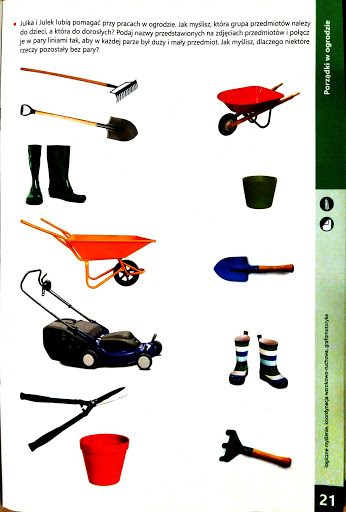 • Julka i Julek lubią pomagać przy pracach w ogrodzie. Jak myślisz, która grupa przedmiotów należy
do dzieci, a która do dorosłych? Podaj nazwy przedstawionych na zdjęciach przedmiotów i połącz
je w pary liniami tak, aby w każdej parze był duży i mały przedmiot. Jak myślisz, dlaczego niektóre
rzeczy pozostały bez pary?
Porządki w ogrodzie
logiczne myślenie, koordynacja wzrokowo-ruchowa, grafomotoryka
21